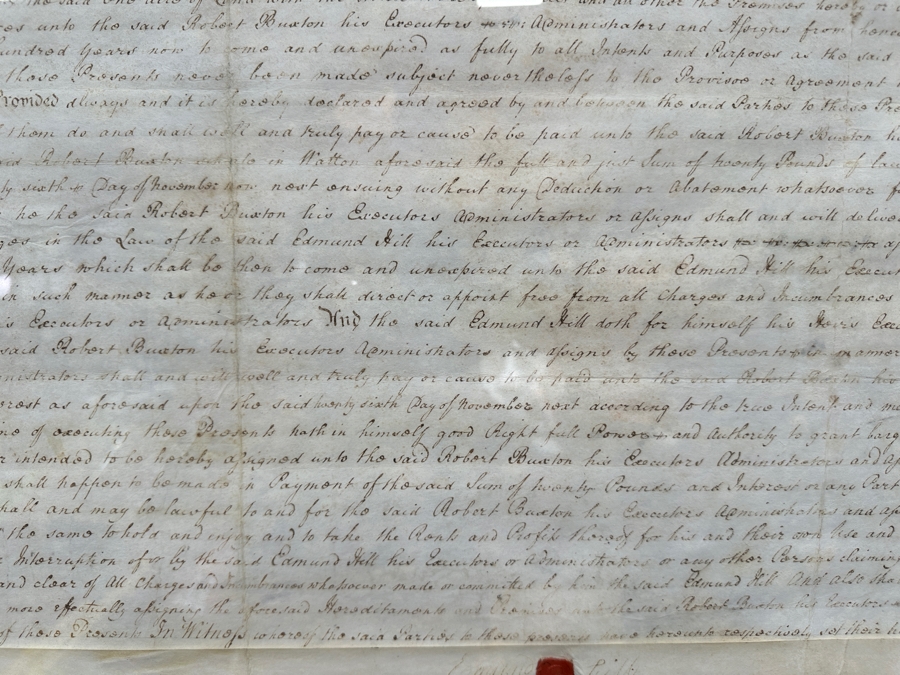 the said One acre of Land with the and all other the Premises hereby or
ces unto the said Robert Buxton his Executors Administrators and Assigns from hence
hundred Years now to come and unexpired as fully to all Intents and Purposes as the said
these Presents never been made subject nevertheless to the Provisoe or Agreement
Provided always and it is hereby declared and agreed by and between the said Parties to these Pre
them do and shall well and truly pay or cause to be paid unto the said Robert Buxton h
aid Robert Buxton in Watton aforesaid the full and just Sum of twenty Pounds of law
ty sixth Day of November now next ensuing without any Deduction or Abatement whatsoever f
he the said Robert Buxton his Executors Administrators or Assigns shall and will delive
ges in the Law of the said Edmund Hill his Executors or Administrators
Years which shall be then to come and unexpired unto the said Edmund Hill his Execut
in such manner as he or they shall direct or appoint free from all Charges and Incumbrances
is Executors or Administrators And the said Edmund Hill doth for himself his Heirs Exec
said Robert Buxton his Executors Administrators and Assigns by these Presents in manner
nistrators shall and will well and truly pay or cause to be paid unto the said Robert Buxton his
erest as aforesaid upon the said twenty sixth Day of November next according to the true Intent and me
me of executing these Presents hath in himself good Right full Power and Authority to grant barg
r intended to be hereby assigned unto the said Robert Buxton his Executors Administrators and As
shall happen to be made in Payment of the said Sum of twenty Pounds and Interest or any Part
shall and may be lawful to and for the said Robert Buxton his Executors Administrators and as
the same to hold and enjoy and to take the Rents and Profits thereof for his and their own Use and
Interruption of or by the said Edmund Hill his Executors or Administrators or any other Persons claiming
and clear of All Charges and Incumbrances whatsoever made or committed by him the said Edmund Hill And also sha
more effectually assigning the aforesaid Hereditaments and Premises unto the said Robert Buxton his Executors
of these Presents In Witness whereof the said Parties to these presents have hereunto respectively set their h